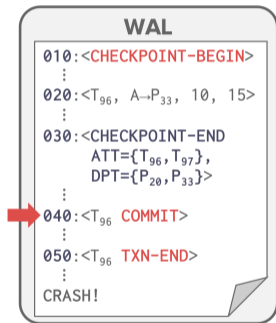 WAL
010:<CHECKPOINT-BEGIN>
⋮
020:<T₉₆, A→P₃₃, 10, 15>
⋮
030:<CHECKPOINT-END
ATT={T₉₆,T₉₇},
DPT={P₂₀,P₃₃}>
⋮
040:<T₉₆ COMMIT>
⋮
050:<T₉₆ TXN-END>
⋮
CRASH!